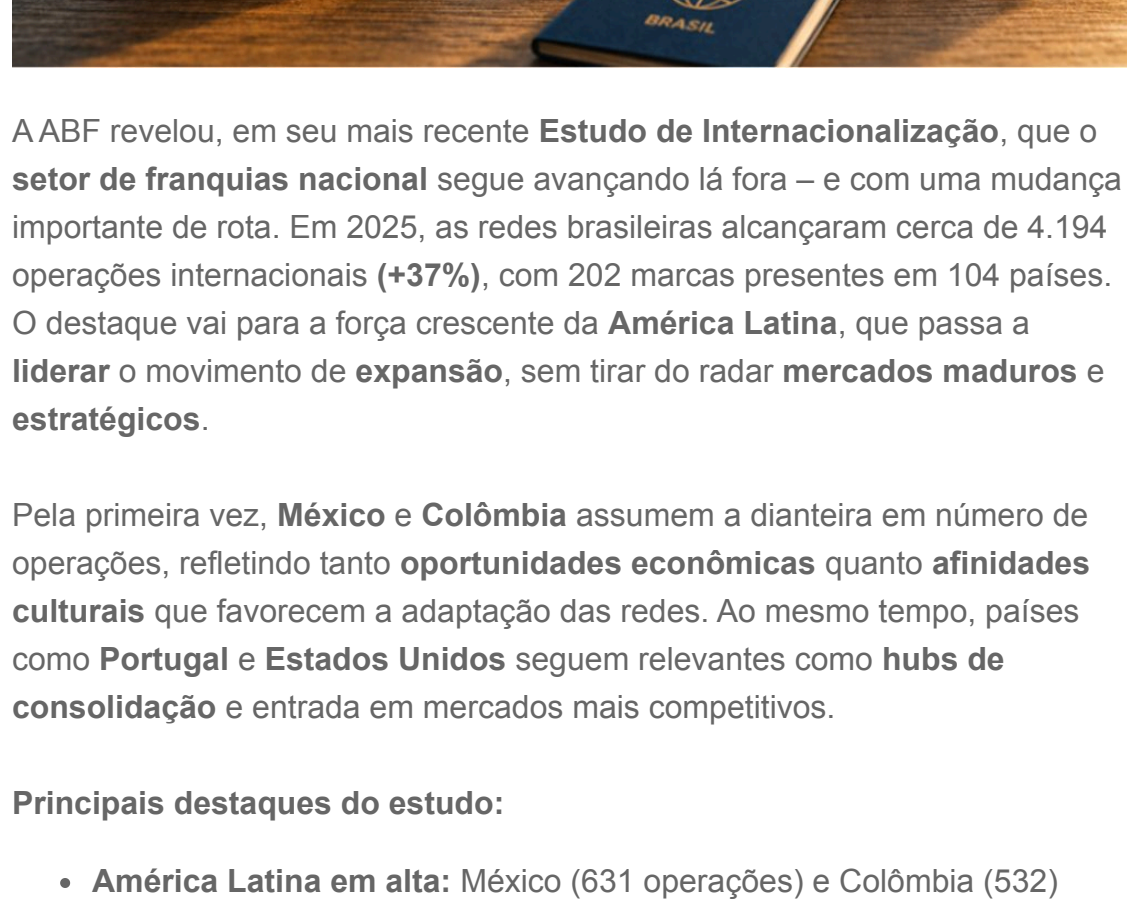 BRASIL
A ABF revelou, em seu mais recente Estudo de Internacionalização, que o
setor de franquias nacional segue avançando lá fora – e com uma mudança
importante de rota. Em 2025, as redes brasileiras alcançaram cerca de 4.194
operações internacionais (+37%), com 202 marcas presentes em 104 países.
O destaque vai para a força crescente da América Latina, que passa a
liderar o movimento de expansão, sem tirar do radar mercados maduros e
estratégicos.
Pela primeira vez, México e Colômbia assumem a dianteira em número de
operações, refletindo tanto oportunidades econômicas quanto afinidades
culturais que favorecem a adaptação das redes. Ao mesmo tempo, países
como Portugal e Estados Unidos seguem relevantes como hubs de
consolidação e entrada em mercados mais competitivos.
Principais destaques do estudo:
• América Latina em alta: México (631 operações) e Colômbia (532)